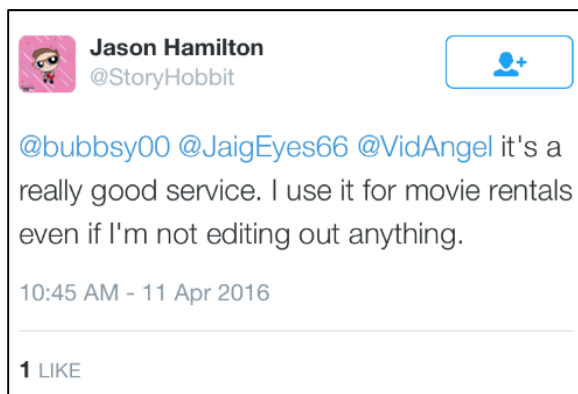 Jason Hamilton
@StoryHobbit
@bubbsy00 @JaigEyes66 @VidAngel it's a
really good service. I use it for movie rentals
even if I'm not editing out anything.
10:45 AM - 11 Apr 2016
1 LIKE